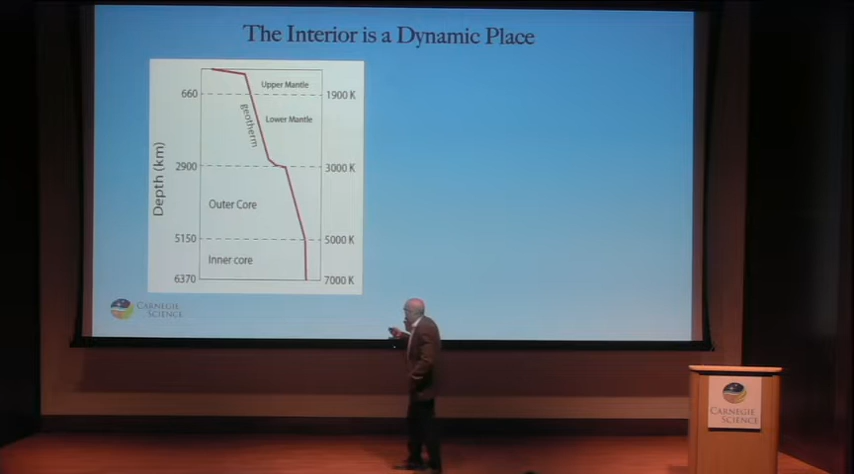 The Interior is a Dynamic Place
Upper Mantle
660
1900 K
geotherm
Lower Mantle
Depth (km)
2900
3000 K
Outer Core
5150
5000 K
Inner core
6370
7000 K
CARNEGIE
SCIENCE
CARNEGIE
SCIENCE